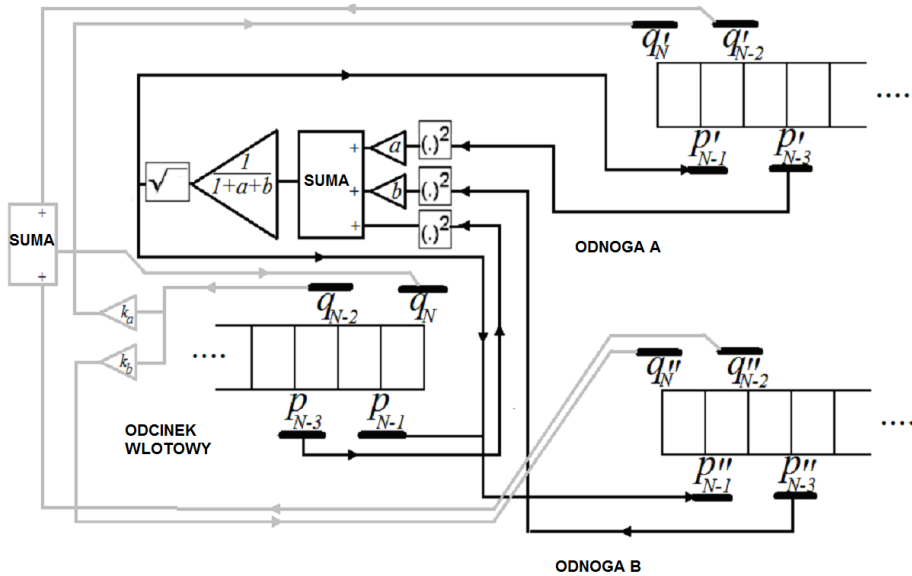 q'N q'N-2
....
p'N-1 p'N-3
a (.)²
1/(1+a+b) SUMA + b (.)²
√ + (.)²
+
+
SUMA
+
ODNOGA A
qN-2 qN
ka
kb
....
pN-3 pN-1
ODCINEK
WLOTOWY
q''N q''N-2
....
p''N-1 p''N-3
ODNOGA B